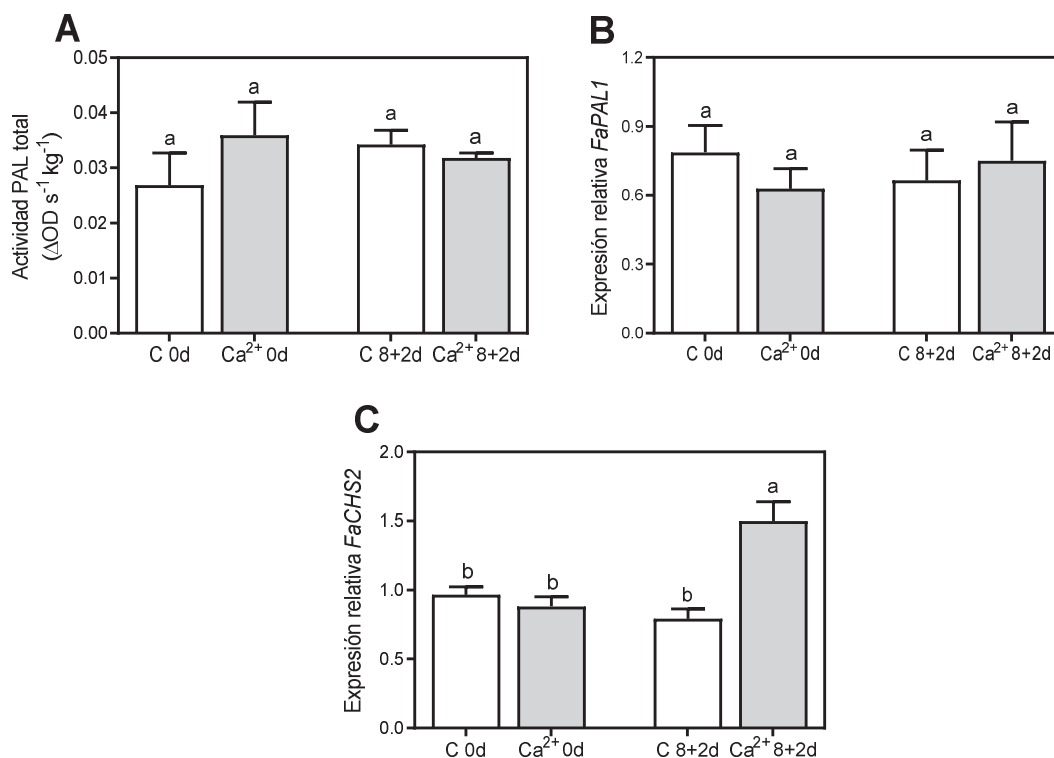 A
Actividad PAL total
(ΔOD s⁻¹ kg⁻¹)
0.05
0.04
0.03
0.02
0.01
0.00
a
a
a
a
C 0d
Ca²⁺ 0d
C 8+2d
Ca²⁺ 8+2d
B
Expresión relativa FaPAL1
1.2
0.9
0.6
0.3
0.0
a
a
a
a
C 0d
Ca²⁺ 0d
C 8+2d
Ca²⁺ 8+2d
C
Expresión relativa FaCHS2
2.0
1.5
1.0
0.5
0.0
b
b
b
a
C 0d
Ca²⁺ 0d
C 8+2d
Ca²⁺ 8+2d